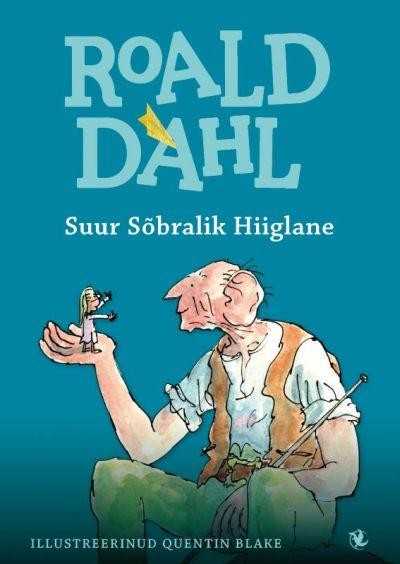 ROALD
DAHL
Suur Sõbralik Hiiglane
ILLUSTREERINUD QUENTIN BLAKE